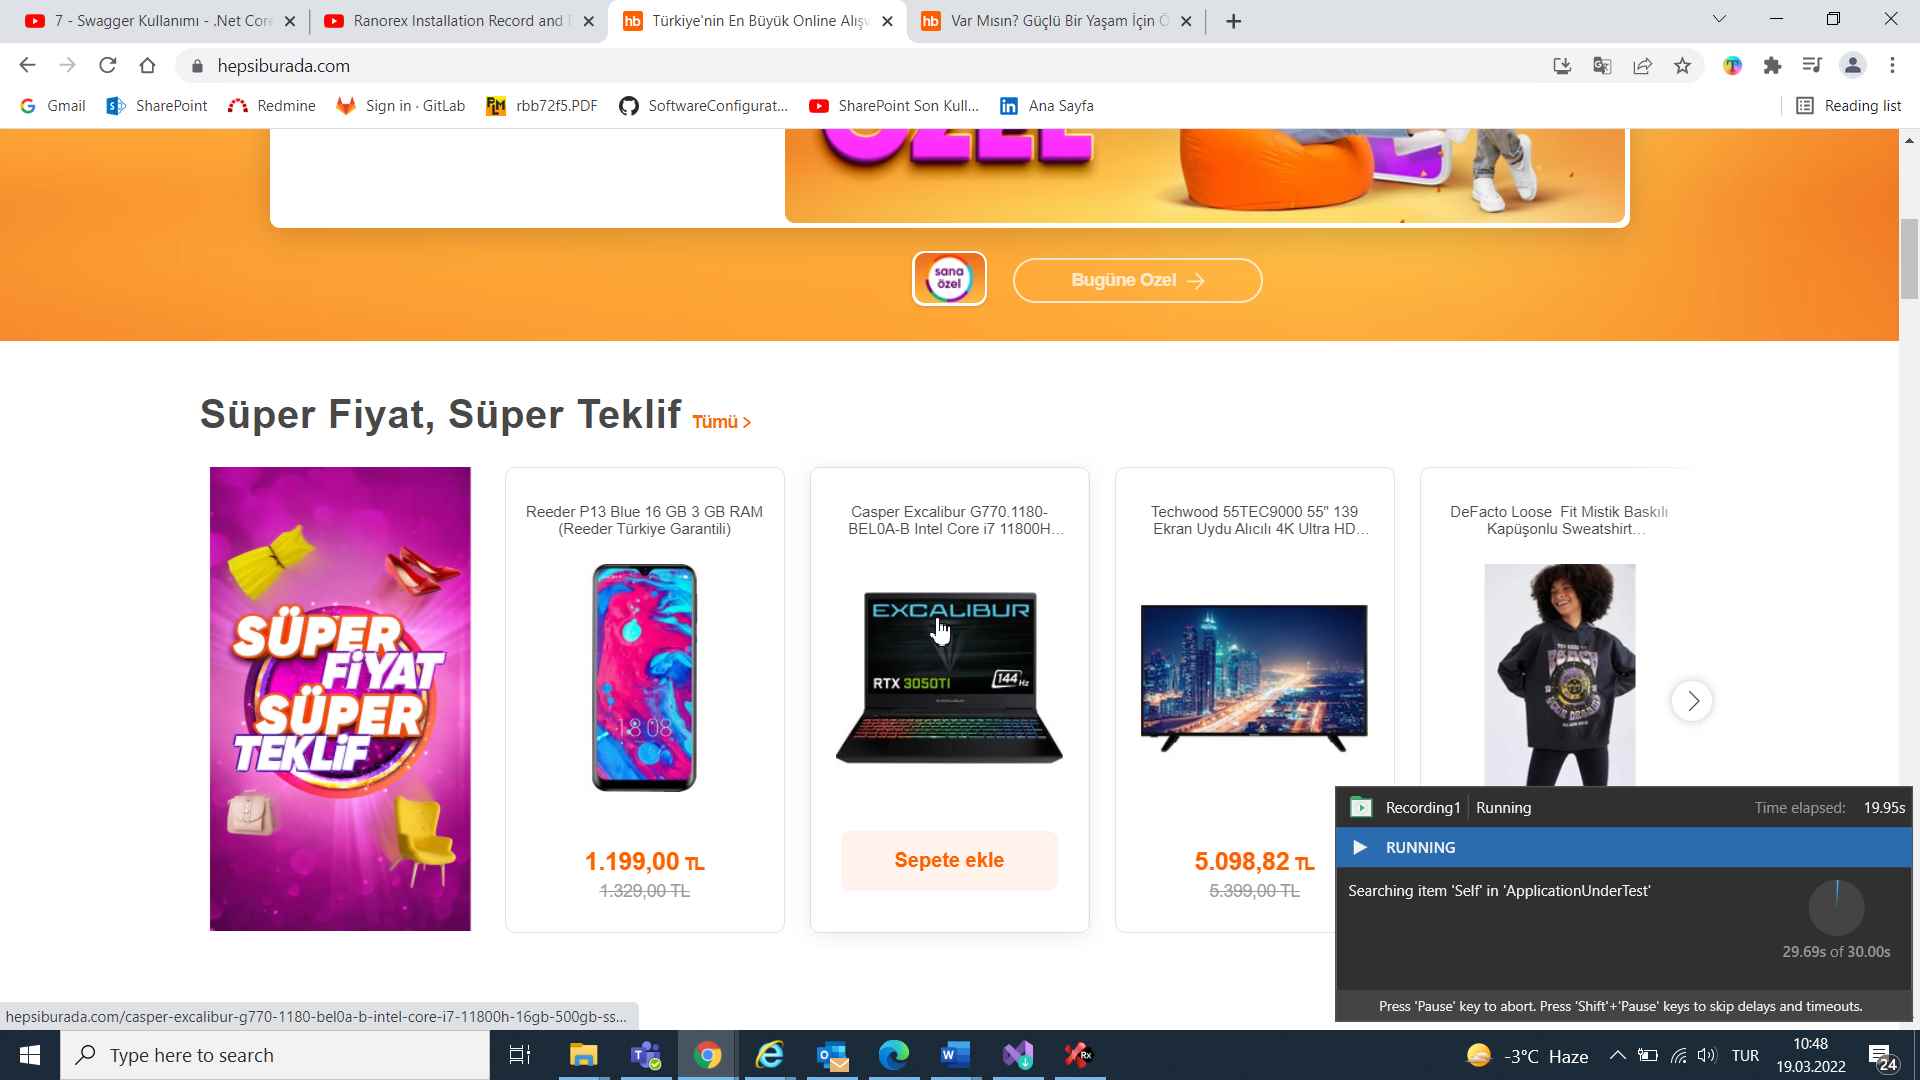 7 - Swagger Kullanımı - .Net Core
Ranorex Installation Record and
hb Türkiye'nin En Büyük Online Alışv
hb Var Mısın? Güçlü Bir Yaşam İçin Ö
hepsiburada.com
Gmail
SharePoint
Redmine
Sign in · GitLab
rbb72f5.PDF
SoftwareConfigurat...
SharePoint Son Kull...
Ana Sayfa
Reading list
ÖZEL
sana
özel
Bugüne Özel
Süper Fiyat, Süper Teklif Tümü >
SÜPER
FİYAT
SÜPER
TEKLİF
Reeder P13 Blue 16 GB 3 GB RAM
(Reeder Türkiye Garantili)
18 08
1.199,00 TL
1.329,00 TL
Casper Excalibur G770.1180-
BEL0A-B Intel Core i7 11800H...
EXCALIBUR
RTX 3050TI
144 Hz
EXCALIBUR
Sepete ekle
Techwood 55TEC9000 55" 139
Ekran Uydu Alıcılı 4K Ultra HD...
5.098,82 TL
5.399,00 TL
DeFacto Loose Fit Mistik Baskılı
Kapüşonlu Sweatshirt...
Recording1 Running Time elapsed: 19.95s
RUNNING
Searching item 'Self' in 'ApplicationUnderTest'
29.69s of 30.00s
Press 'Pause' key to abort. Press 'Shift'+'Pause' keys to skip delays and timeouts.
hepsiburada.com/casper-excalibur-g770-1180-bel0a-b-intel-core-i7-11800h-16gb-500gb-ss...
Type here to search
-3°C Haze
TUR
10:48
19.03.2022
24